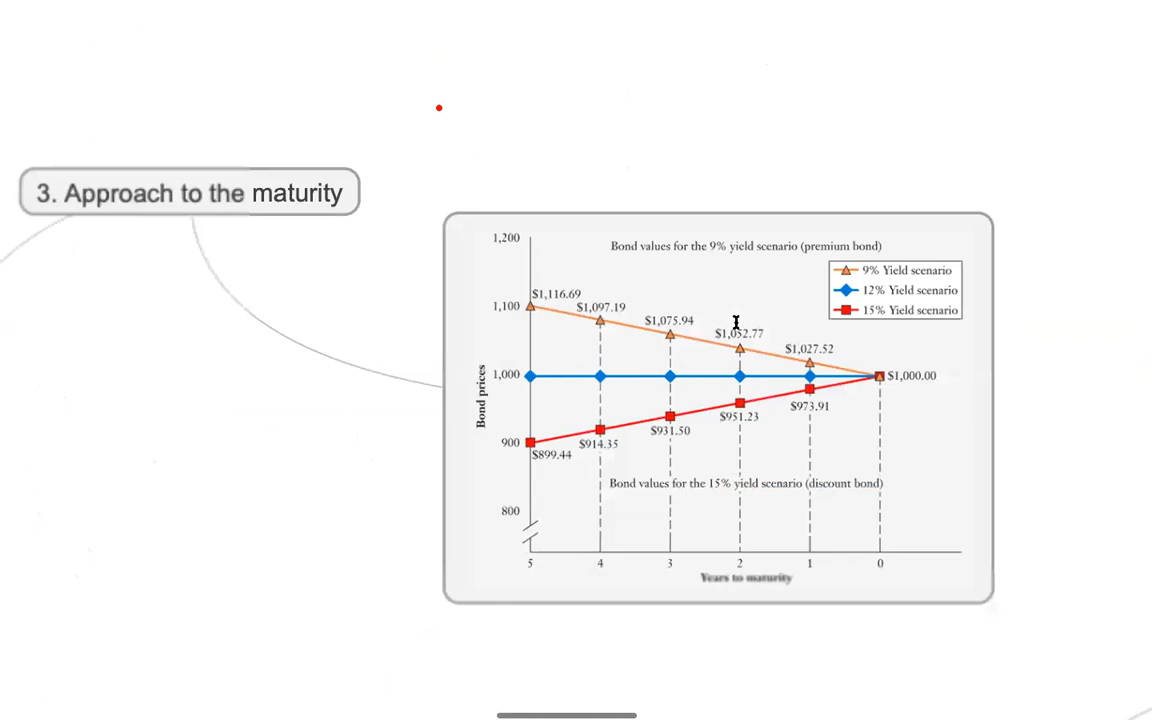 3. Approach to the maturity
1,200
Bond values for the 9% yield scenario (premium bond)
9% Yield scenario
12% Yield scenario
15% Yield scenario
$1,116.69
1,100
$1,097.19
$1,075.94
$1,052.77
$1,027.52
1,000
$1,000.00
Bond prices
$973.91
$951.23
$931.50
900
$914.35
$899.44
Bond values for the 15% yield scenario (discount bond)
800
5 4 3 2 1 0
Years to maturity